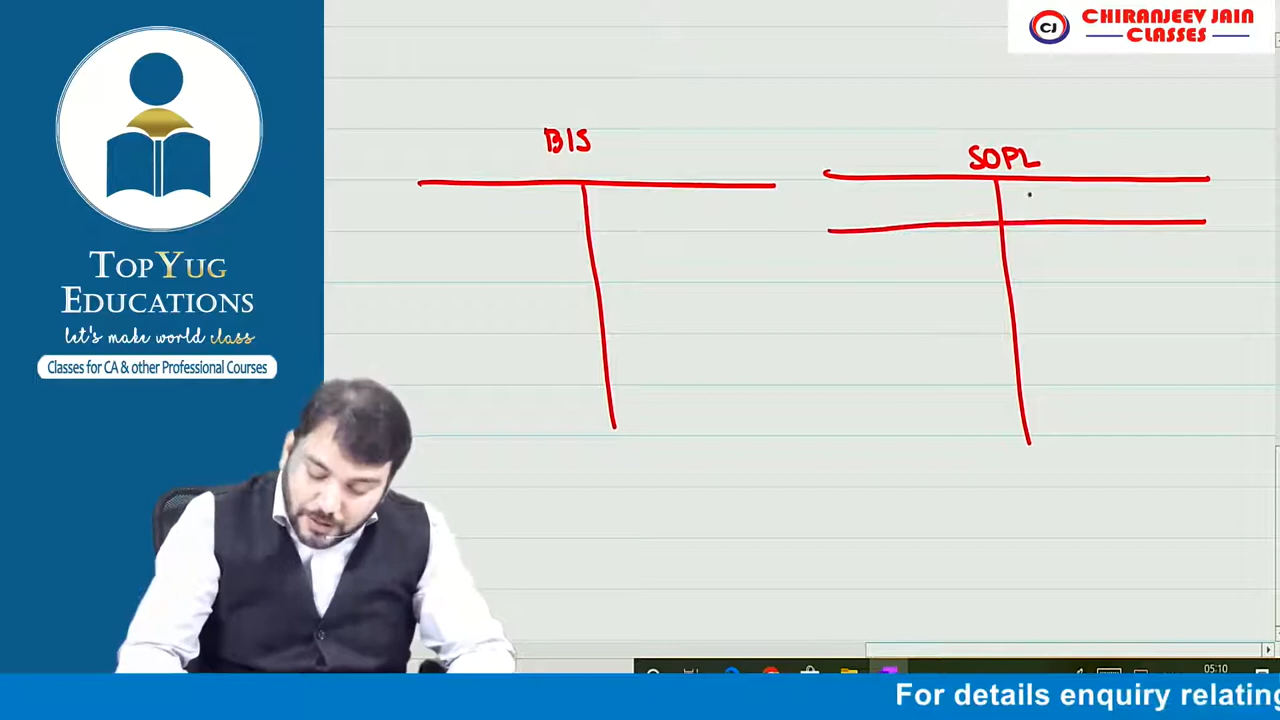 CHIRANJEEV JAIN
CLASSES
CJ
BIS
SOPL
TOPYUG
EDUCATIONS
let's make world class
Classes for CA & other Professional Courses
05:10
For details enquiry relating